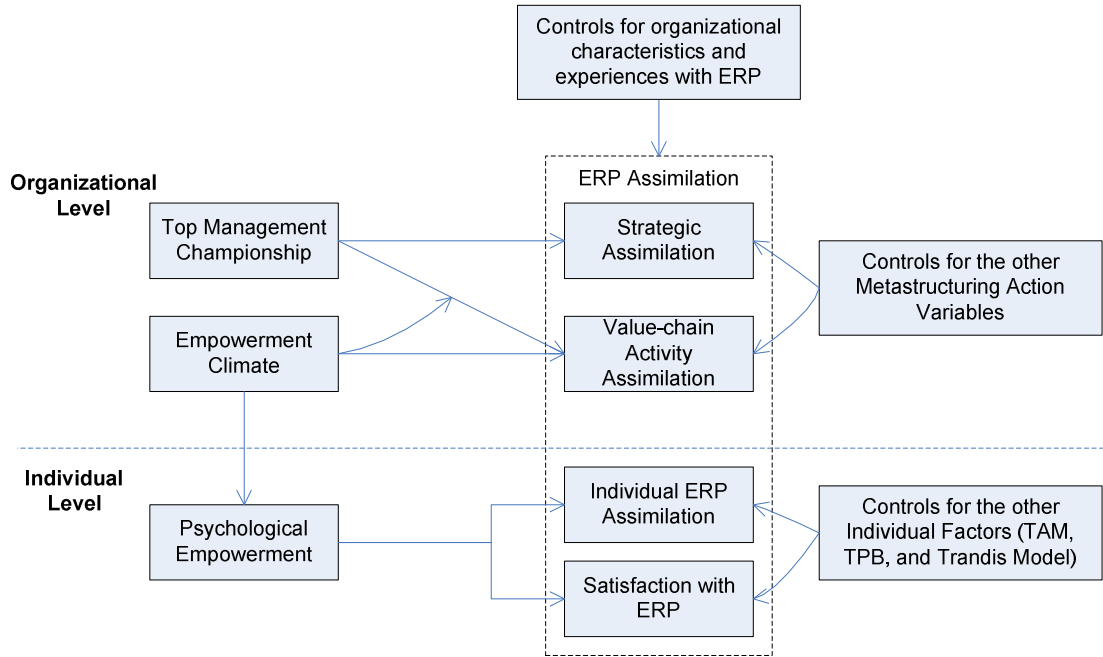 Controls for organizational
characteristics and
experiences with ERP
Organizational
Level
ERP Assimilation
Top Management
Championship
Strategic
Assimilation
Controls for the other
Metastructuring Action
Variables
Empowerment
Climate
Value-chain
Activity
Assimilation
Individual
Level
Psychological
Empowerment
Individual ERP
Assimilation
Controls for the other
Individual Factors (TAM,
TPB, and Trandis Model)
Satisfaction with
ERP